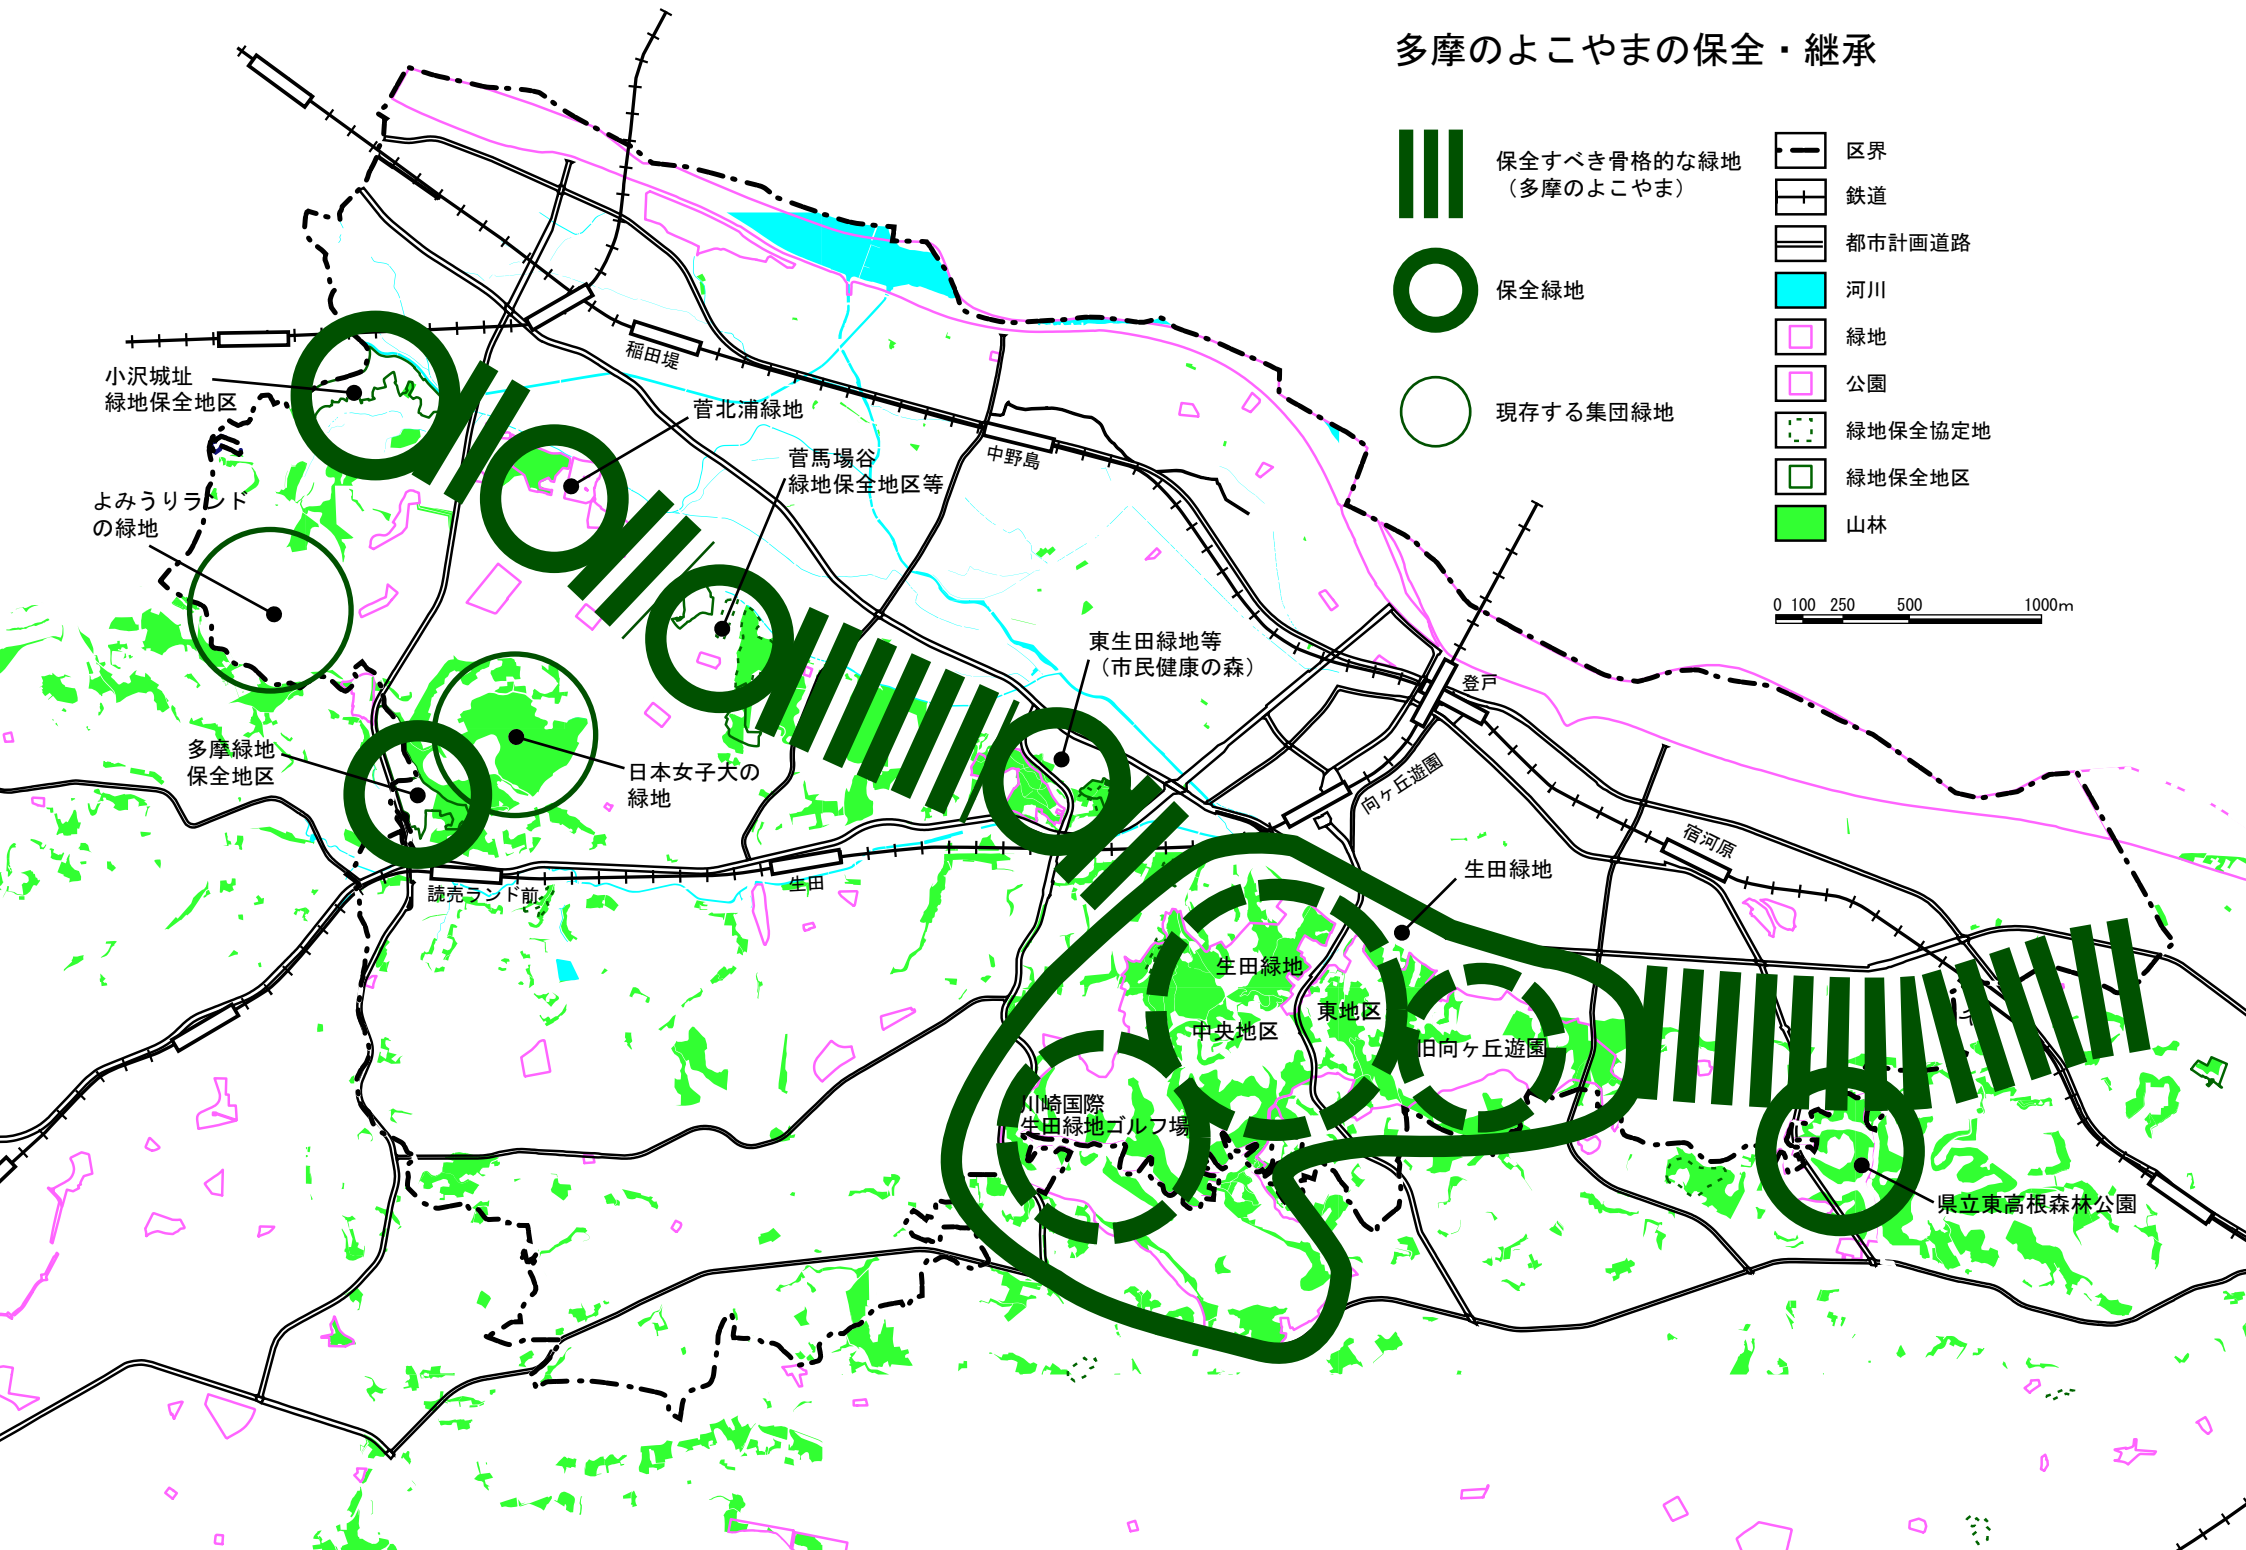 多摩のよこやまの保全・継承
保全すべき骨格的な緑地
（多摩のよこやま）
保全緑地
現存する集団緑地
区界
鉄道
都市計画道路
河川
緑地
公園
緑地保全協定地
緑地保全地区
山林
0 100 250 500 1000m
小沢城址
緑地保全地区
稲田堤
菅北浦緑地
中野島
菅馬場谷
緑地保全地区等
よみうりランド
の緑地
東生田緑地等
（市民健康の森）
登戸
多摩緑地
保全地区
日本女子大の
緑地
向ヶ丘遊園
宿河原
読売ランド前
生田
生田緑地
生田緑地
中央地区
東地区
旧向ヶ丘遊園
川崎国際
生田緑地ゴルフ場
県立東高根森林公園